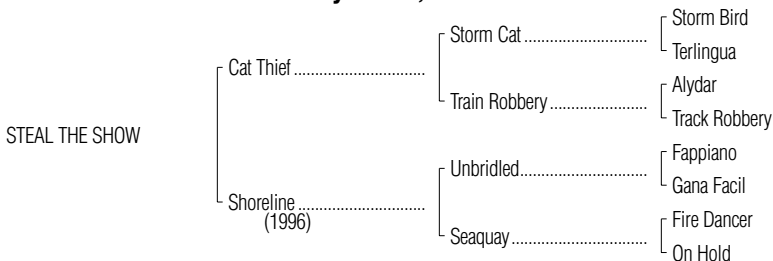 Storm Bird
Storm Cat ..............................
Terlingua
Cat Thief ...............................
Alydar
Train Robbery .......................
Track Robbery
STEAL THE SHOW
Fappiano
Unbridled..............................
Gana Facil
Shoreline ..............................
(1996)
Fire Dancer
Seaquay................................
On Hold